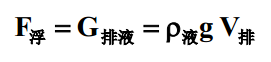 F浮 = G排液 = ρ液g V排